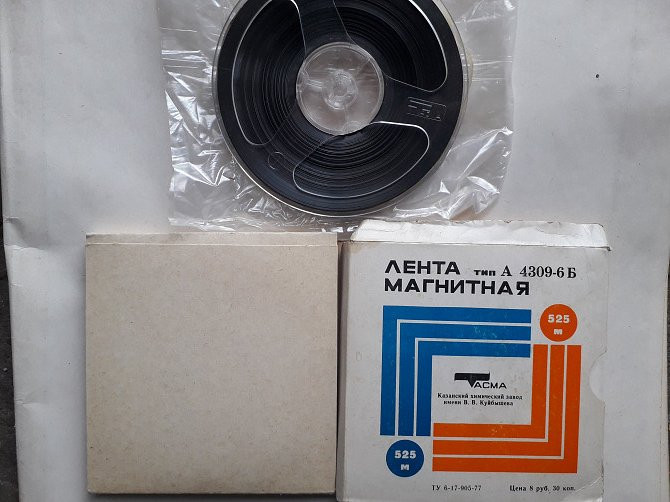 ЛЕНТА тип А 4309-6 Б
МАГНИТНАЯ
525
м
ТАСМА
Казанский химический завод
имени В. В. Куйбышева
525
м
ТУ 6-17-905-77 Цена 8 руб. 30 коп.